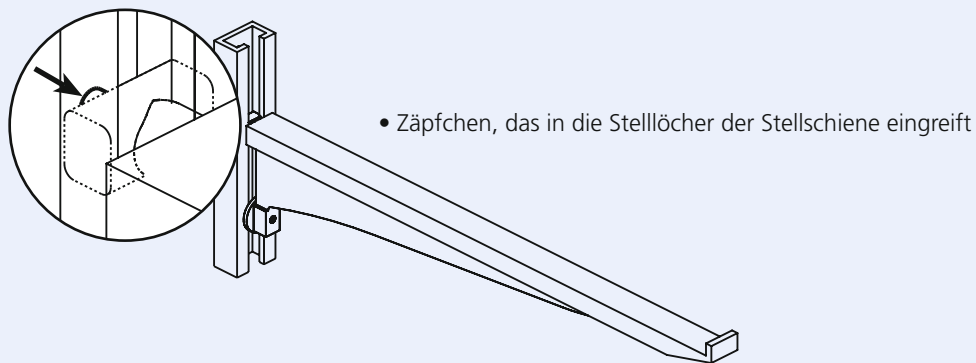 • Zäpfchen, das in die Stelllöcher der Stellschiene eingreift